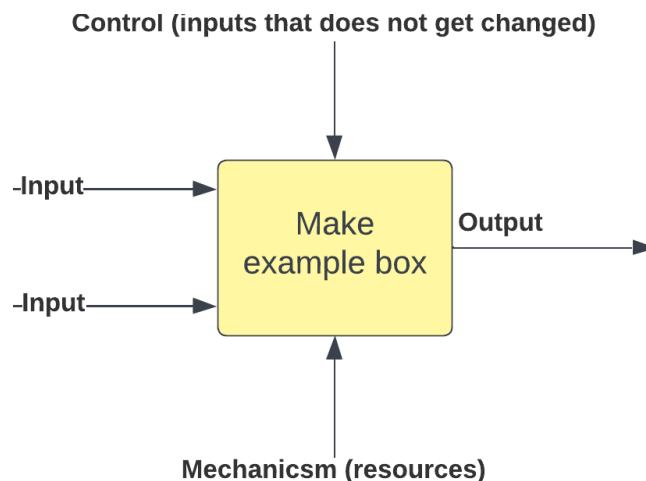 Control (inputs that does not get changed)
Input
Make
example box
Output
Input
Mechanicsm (resources)